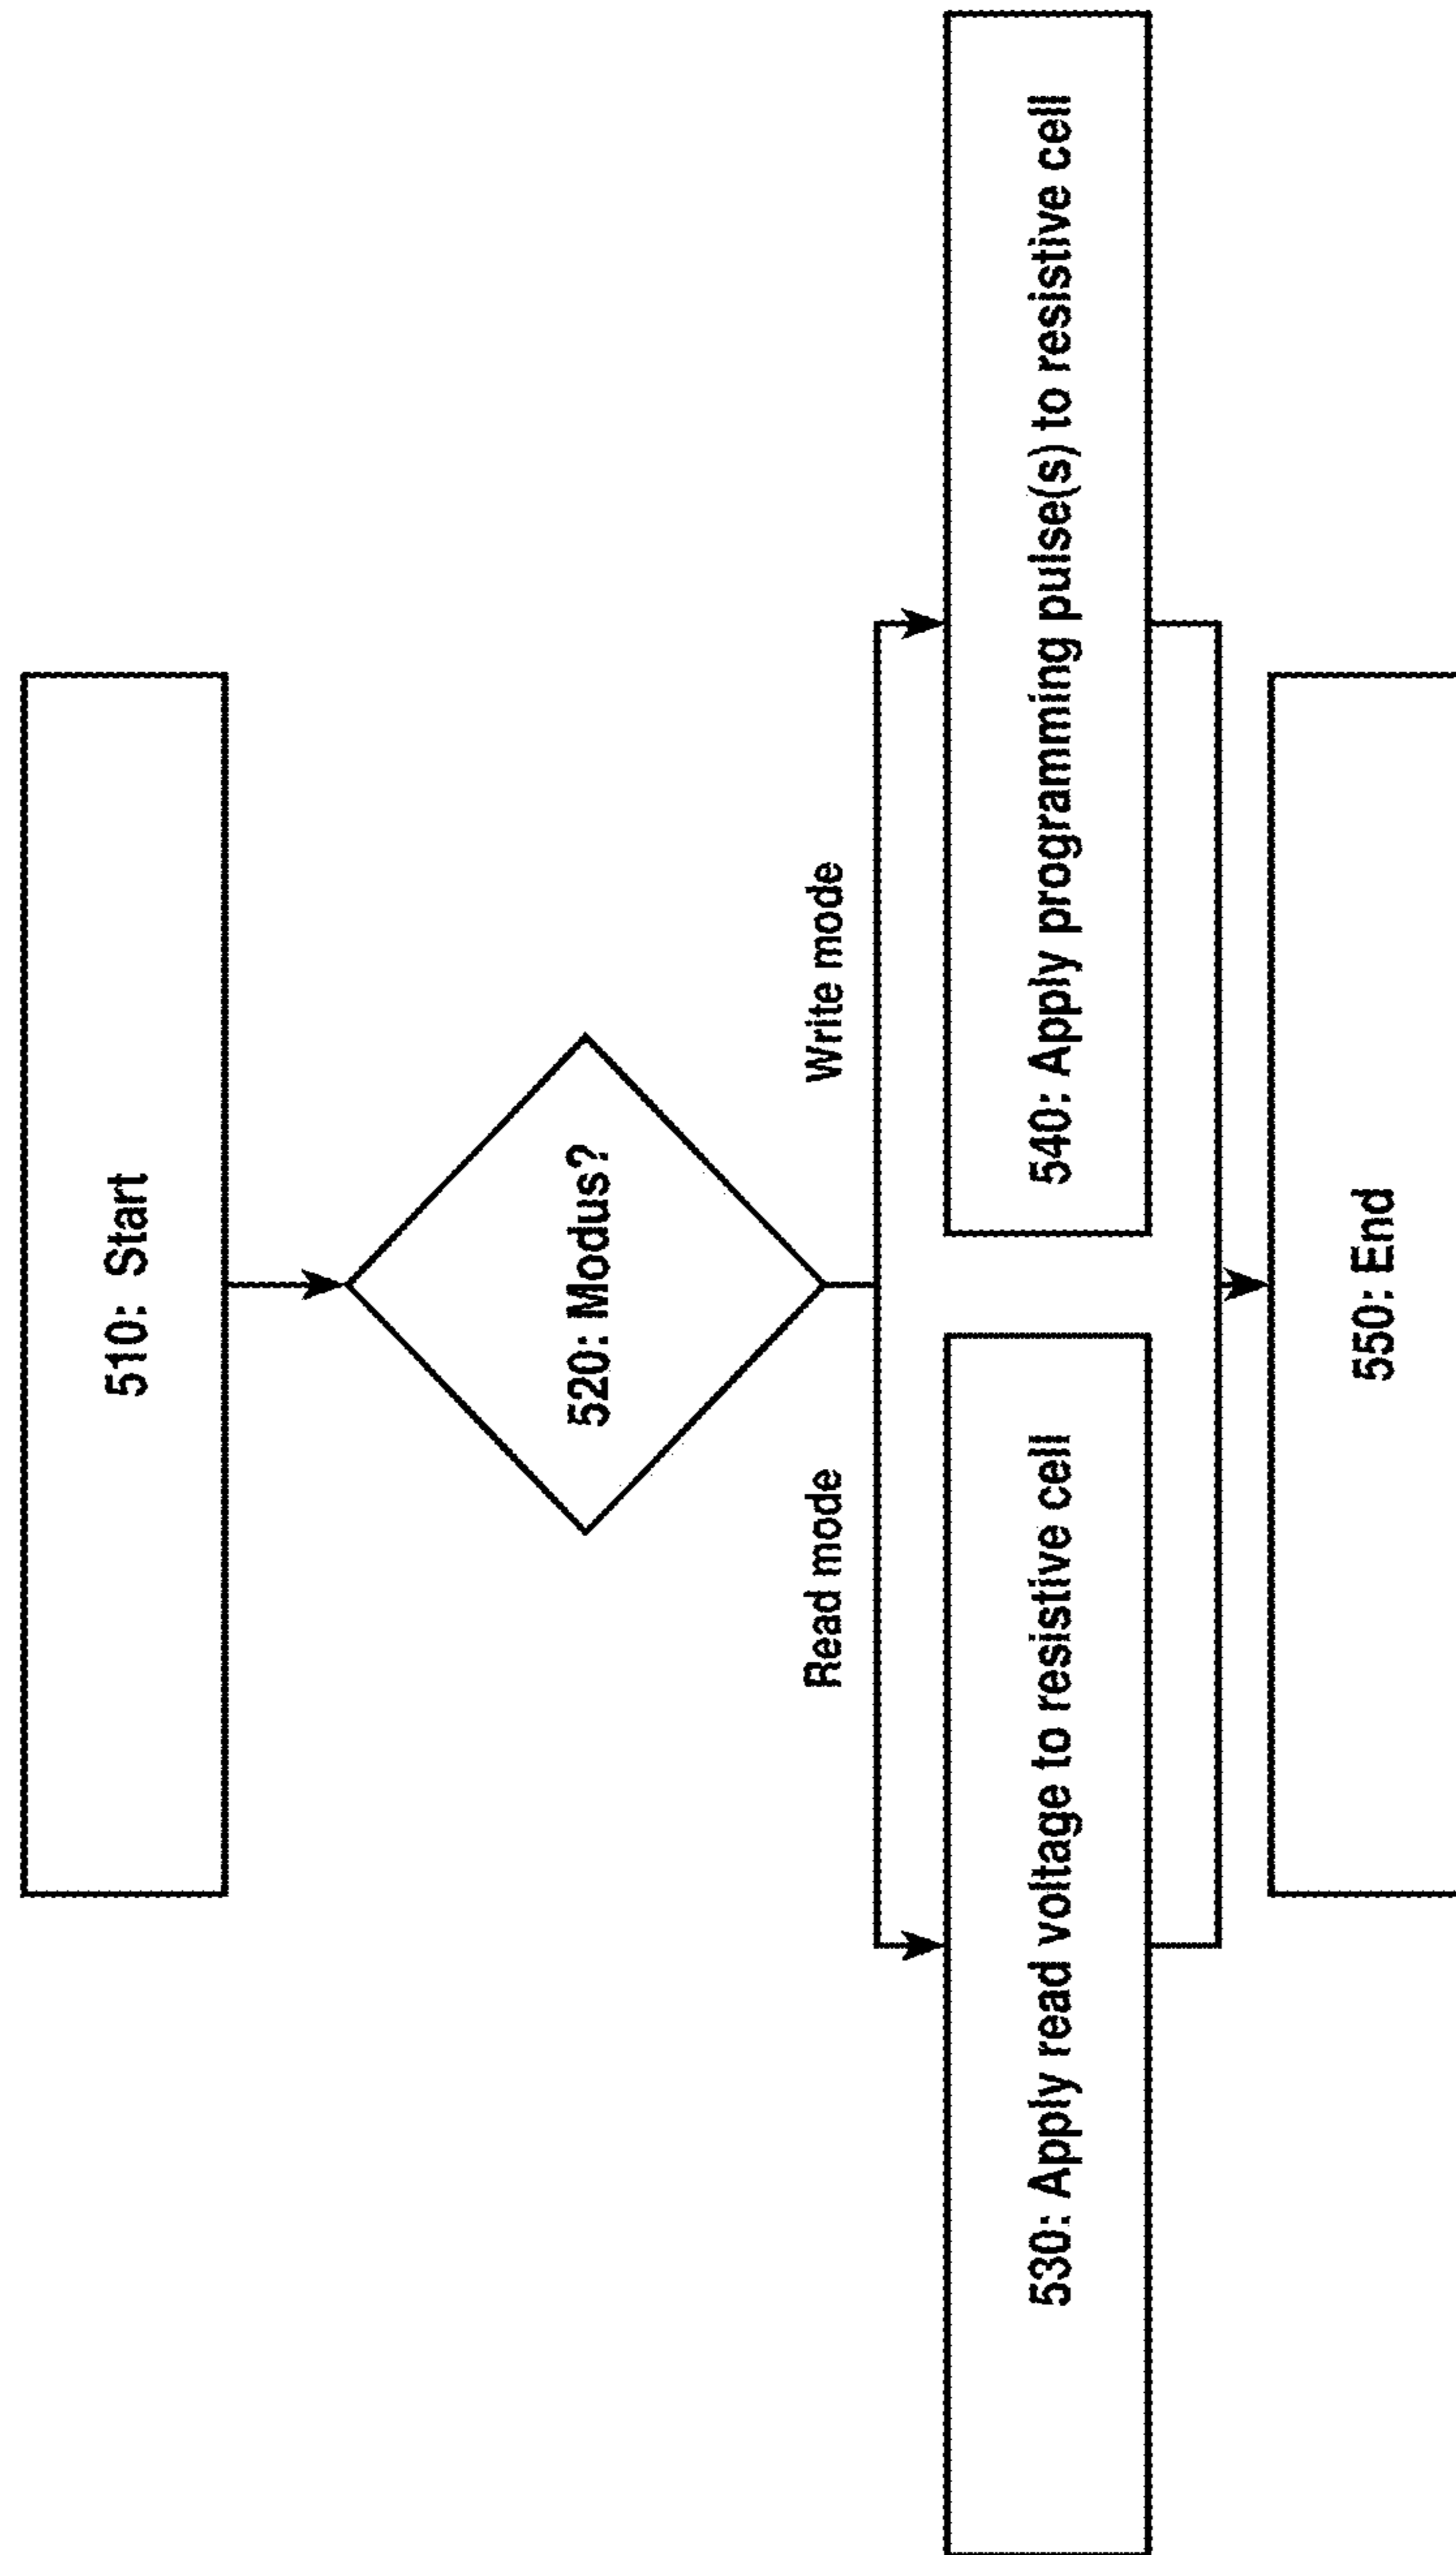 510: Start
520: Modus?
Read mode
Write mode
530: Apply read voltage to resistive cell
540: Apply programming pulse(s) to resistive cell
550: End